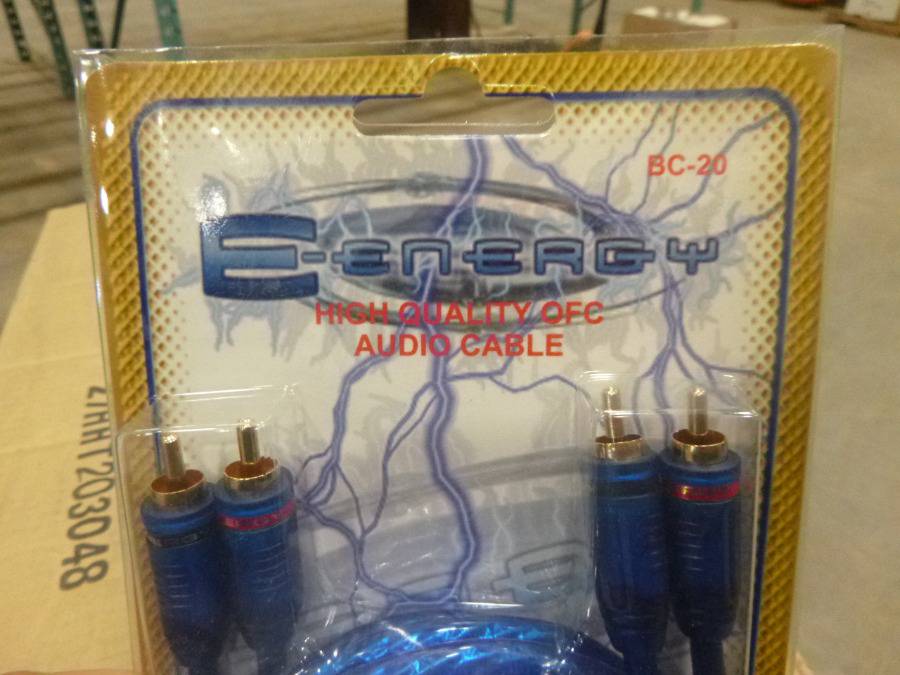 BC-20
E-ENERGY
HIGH QUALITY OFC
AUDIO CABLE